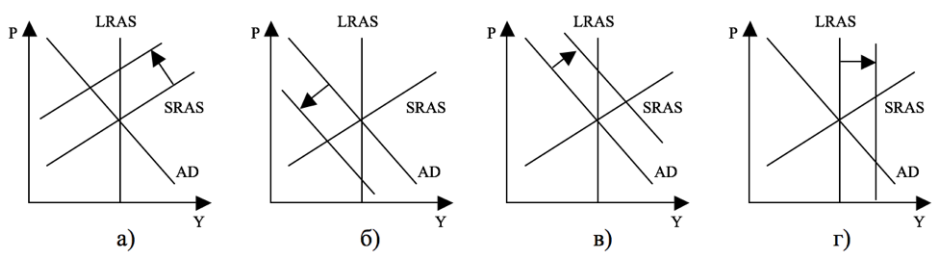 P LRAS SRAS AD Y
а)
P LRAS SRAS AD Y
б)
P LRAS SRAS AD Y
в)
P LRAS SRAS AD Y
г)